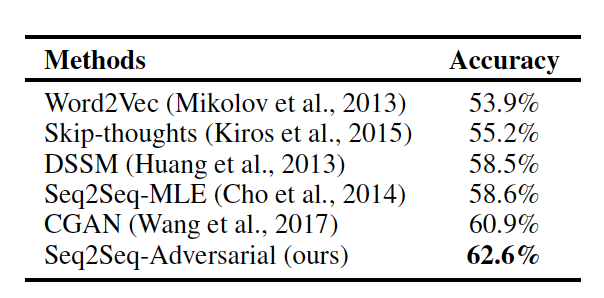 Methods Accuracy
Word2Vec (Mikolov et al., 2013) 53.9%
Skip-thoughts (Kiros et al., 2015) 55.2%
DSSM (Huang et al., 2013) 58.5%
Seq2Seq-MLE (Cho et al., 2014) 58.6%
CGAN (Wang et al., 2017) 60.9%
Seq2Seq-Adversarial (ours) 62.6%